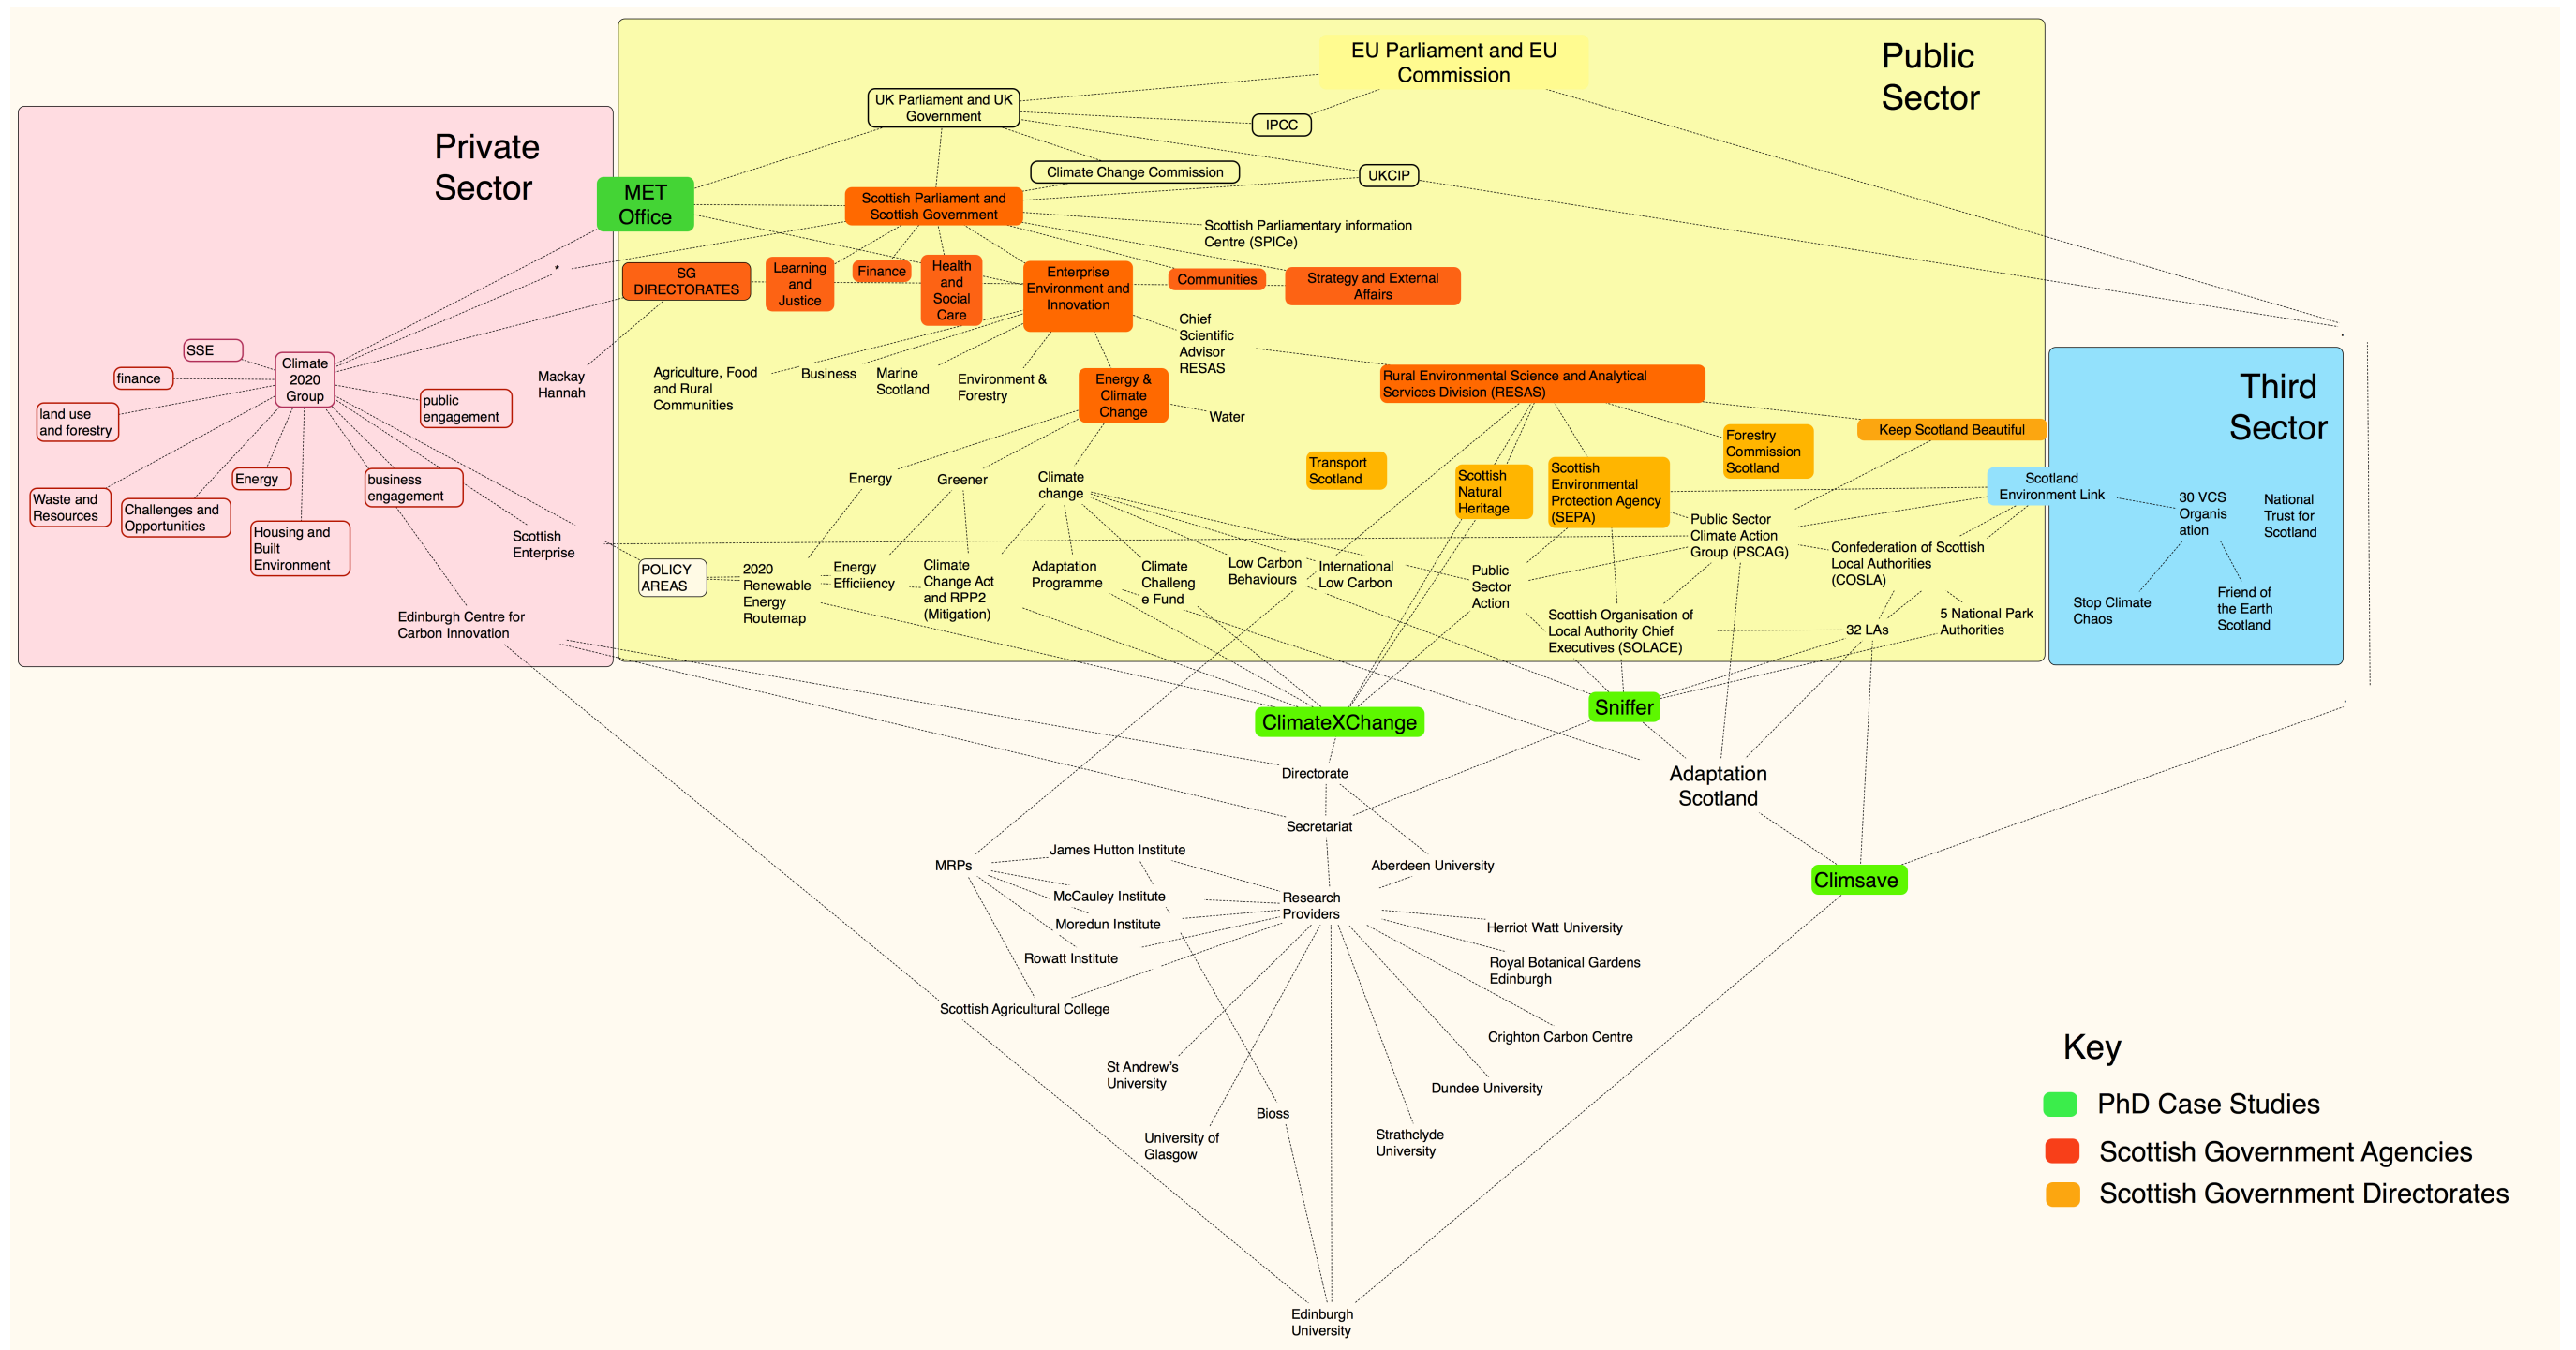 EU Parliament and EU
Commission
Public
Sector
UK Parliament and UK
Government
IPCC
Private
Sector
Climate Change Commission
UKCIP
MET
Office
Scottish Parliament and
Scottish Government
Scottish Parliamentary information
Centre (SPICe)
*
SG
DIRECTORATES
Learning
and
Justice
Finance
Health
and
Social
Care
Enterprise
Environment and
Innovation
Communities
Strategy and External
Affairs
Chief
Scientific
Advisor
RESAS
SSE
finance
Climate
2020
Group
land use
and forestry
public
engagement
Mackay
Hannah
Agriculture, Food
and Rural
Communities
Business
Marine
Scotland
Environment &
Forestry
Energy &
Climate
Change
Water
Rural Environmental Science and Analytical
Services Division (RESAS)
Third
Sector
Forestry
Commission
Scotland
Keep Scotland Beautiful
Waste and
Resources
Challenges and
Opportunities
Energy
Housing and
Built
Environment
business
engagement
Scottish
Enterprise
Energy
Greener
Climate
change
Transport
Scotland
Scottish
Natural
Heritage
Scottish
Environmental
Protection Agency
(SEPA)
Scotland
Environment Link
30 VCS
Organis
ation
National
Trust for
Scotland
Public Sector
Climate Action
Group (PSCAG)
Confederation of Scottish
Local Authorities
(COSLA)
POLICY
AREAS
2020
Renewable
Energy
Routemap
Energy
Efficiiency
Climate
Change Act
and RPP2
(Mitigation)
Adaptation
Programme
Climate
Challeng
e Fund
Low Carbon
Behaviours
International
Low Carbon
Public
Sector
Action
Scottish Organisation of
Local Authority Chief
Executives (SOLACE)
32 LAs
5 National Park
Authorities
Stop Climate
Chaos
Friend of
the Earth
Scotland
Edinburgh Centre for
Carbon Innovation
ClimateXChange
Sniffer
Directorate
Adaptation
Scotland
Secretariat
MRPs
James Hutton Institute
Aberdeen University
Climsave
McCauley Institute
Research
Providers
Moredun Institute
Herriot Watt University
Rowatt Institute
Royal Botanical Gardens
Edinburgh
Scottish Agricultural College
Crighton Carbon Centre
St Andrew's
University
Dundee University
Bioss
University of
Glasgow
Strathclyde
University
Edinburgh
University
Key
PhD Case Studies
Scottish Government Agencies
Scottish Government Directorates